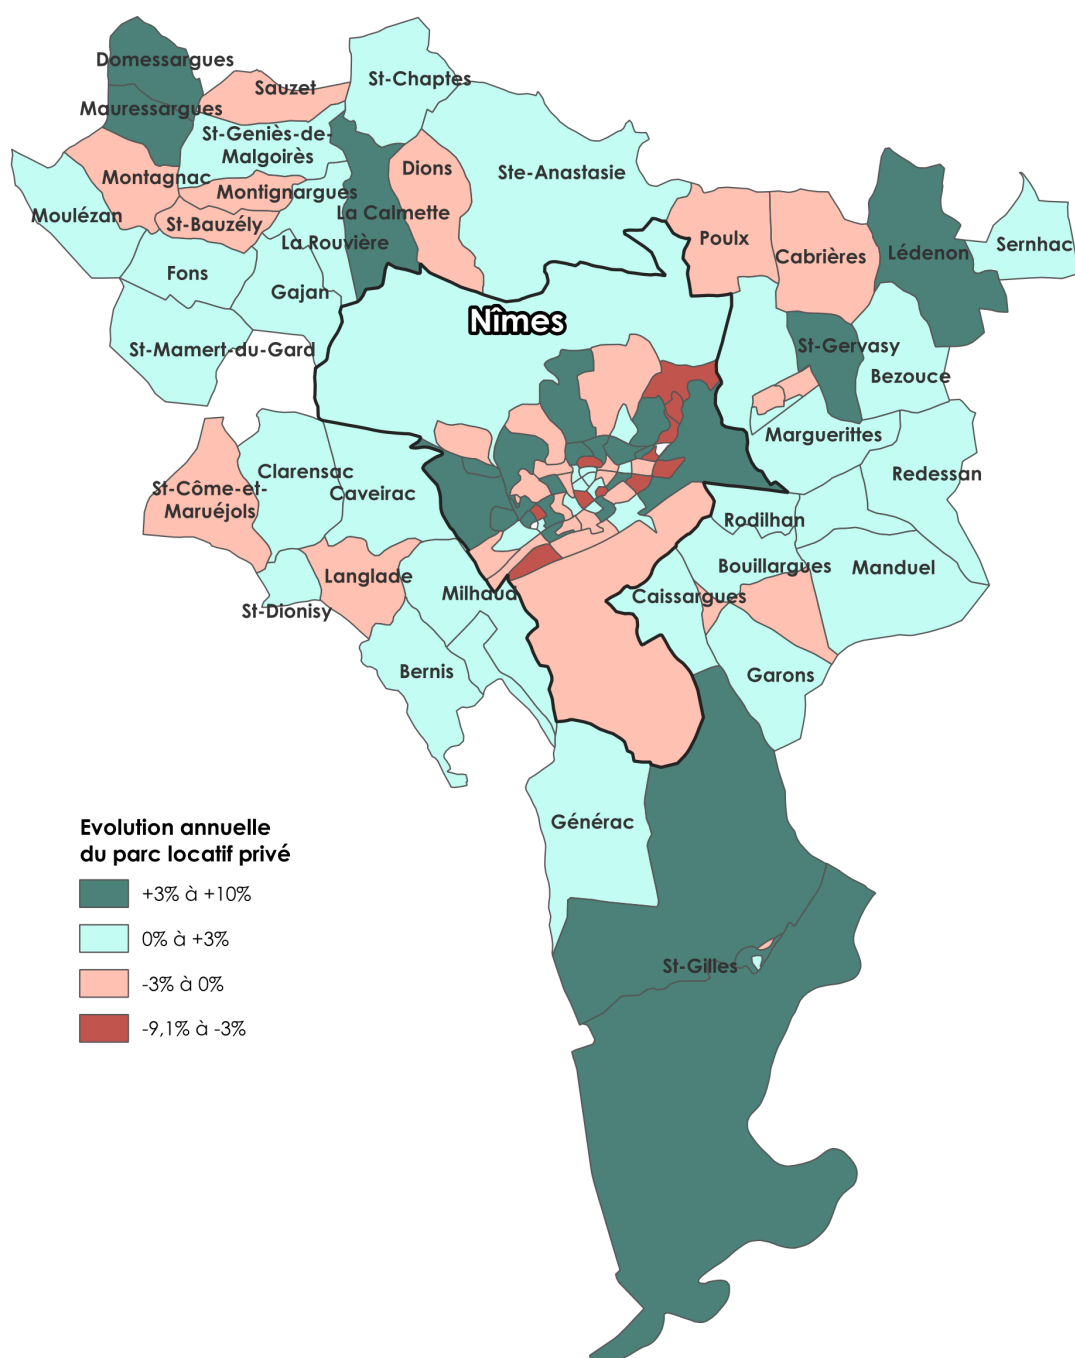 Domessargues
St-Chaptes
Sauzet
Mauressargues
St-Geniès-de-
Malgoirès
Dions
Ste-Anastasie
Montagnac
Montignargues
La Calmette
Moulézan
St-Bauzély
La Rouvière
Poulx
Cabrières
Lédenon
Sernhac
Fons
Gajan
Nîmes
St-Mamert-du-Gard
St-Gervasy
Bezouce
Marguerittes
Clarensac
Caveirac
St-Côme-et-
Maruéjols
Redessan
Rodilhan
Bouillargues
Manduel
Langlade
St-Dionisy
Milhaud
Caissargues
Bernis
Garons
Générac
Evolution annuelle
du parc locatif privé
+3% à +10%
0% à +3%
-3% à 0%
-9,1% à -3%
St-Gilles